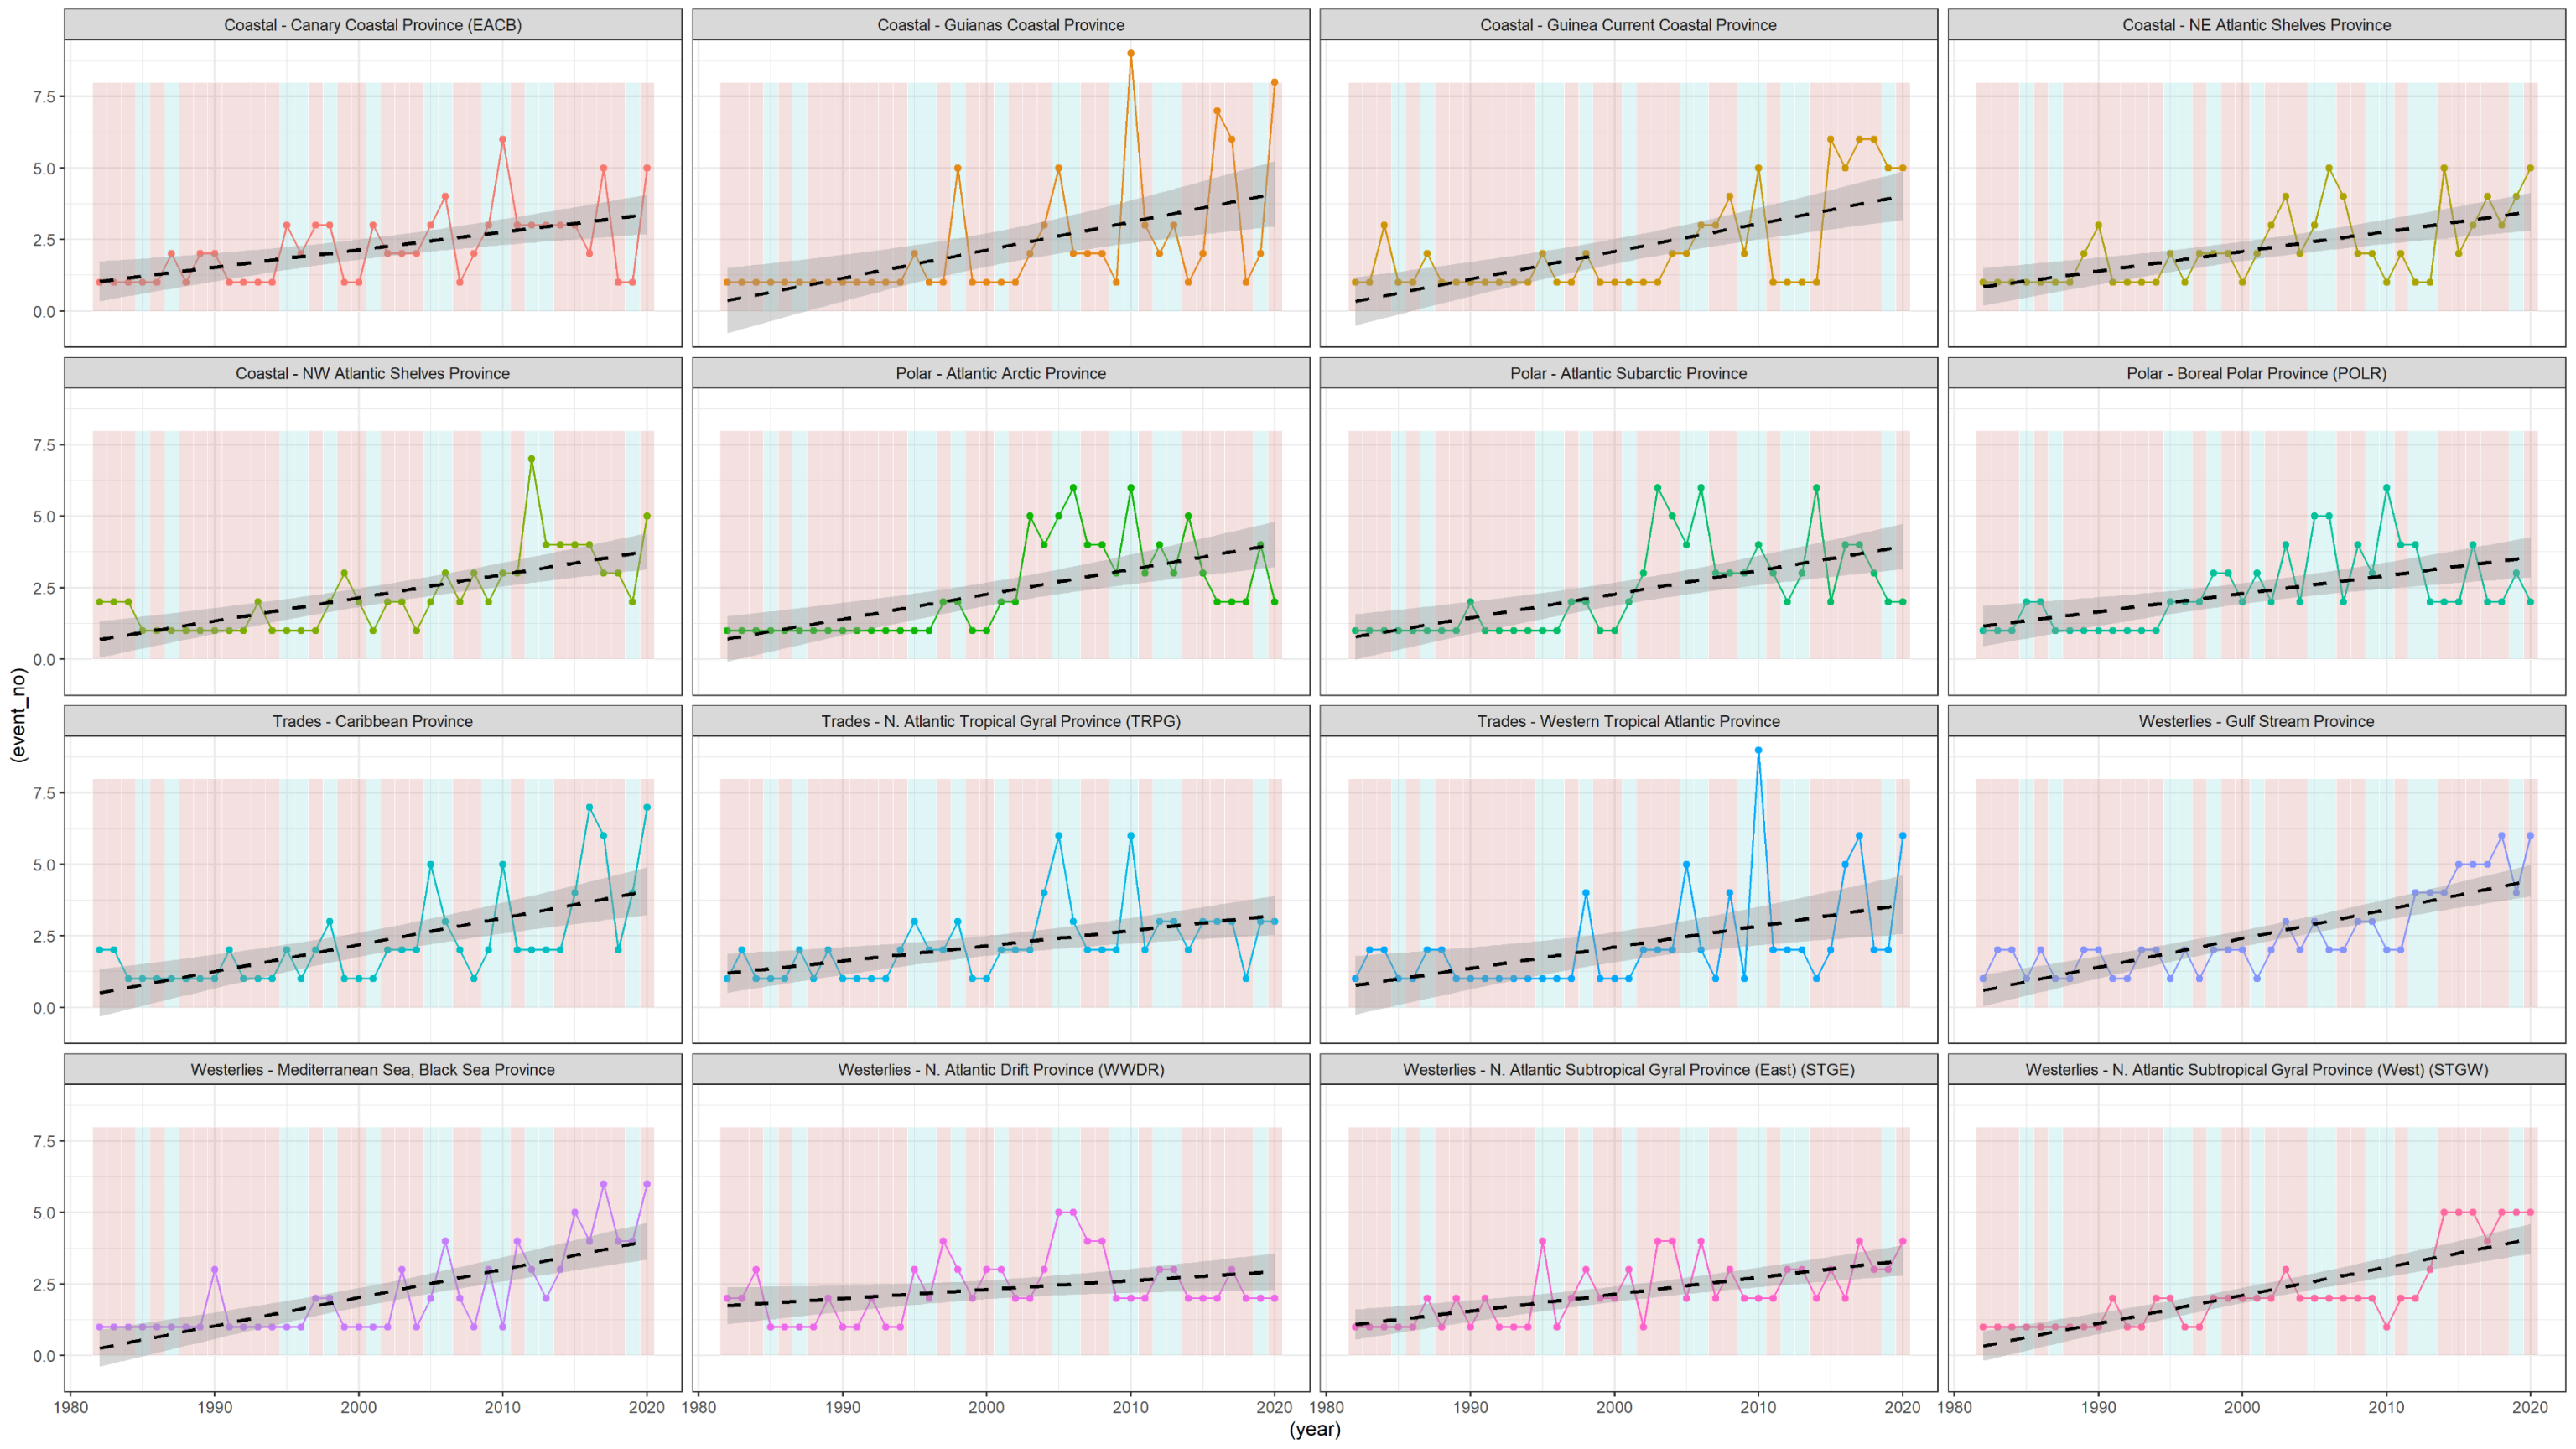 Coastal - Canary Coastal Province (EACB)
Coastal - Guianas Coastal Province
Coastal - Guinea Current Coastal Province
Coastal - NE Atlantic Shelves Province
7.5
5.0
2.5
0.0
Coastal - NW Atlantic Shelves Province
Polar - Atlantic Arctic Province
Polar - Atlantic Subarctic Province
Polar - Boreal Polar Province (POLR)
7.5
5.0
2.5
0.0
(event_no)
Trades - Caribbean Province
Trades - N. Atlantic Tropical Gyral Province (TRPG)
Trades - Western Tropical Atlantic Province
Westerlies - Gulf Stream Province
7.5
5.0
2.5
0.0
Westerlies - Mediterranean Sea, Black Sea Province
Westerlies - N. Atlantic Drift Province (WWDR)
Westerlies - N. Atlantic Subtropical Gyral Province (East) (STGE)
Westerlies - N. Atlantic Subtropical Gyral Province (West) (STGW)
7.5
5.0
2.5
0.0
1980 1990 2000 2010 2020 1980 1990 2000 2010 2020 1980 1990 2000 2010 2020 1980 1990 2000 2010 2020
(year)